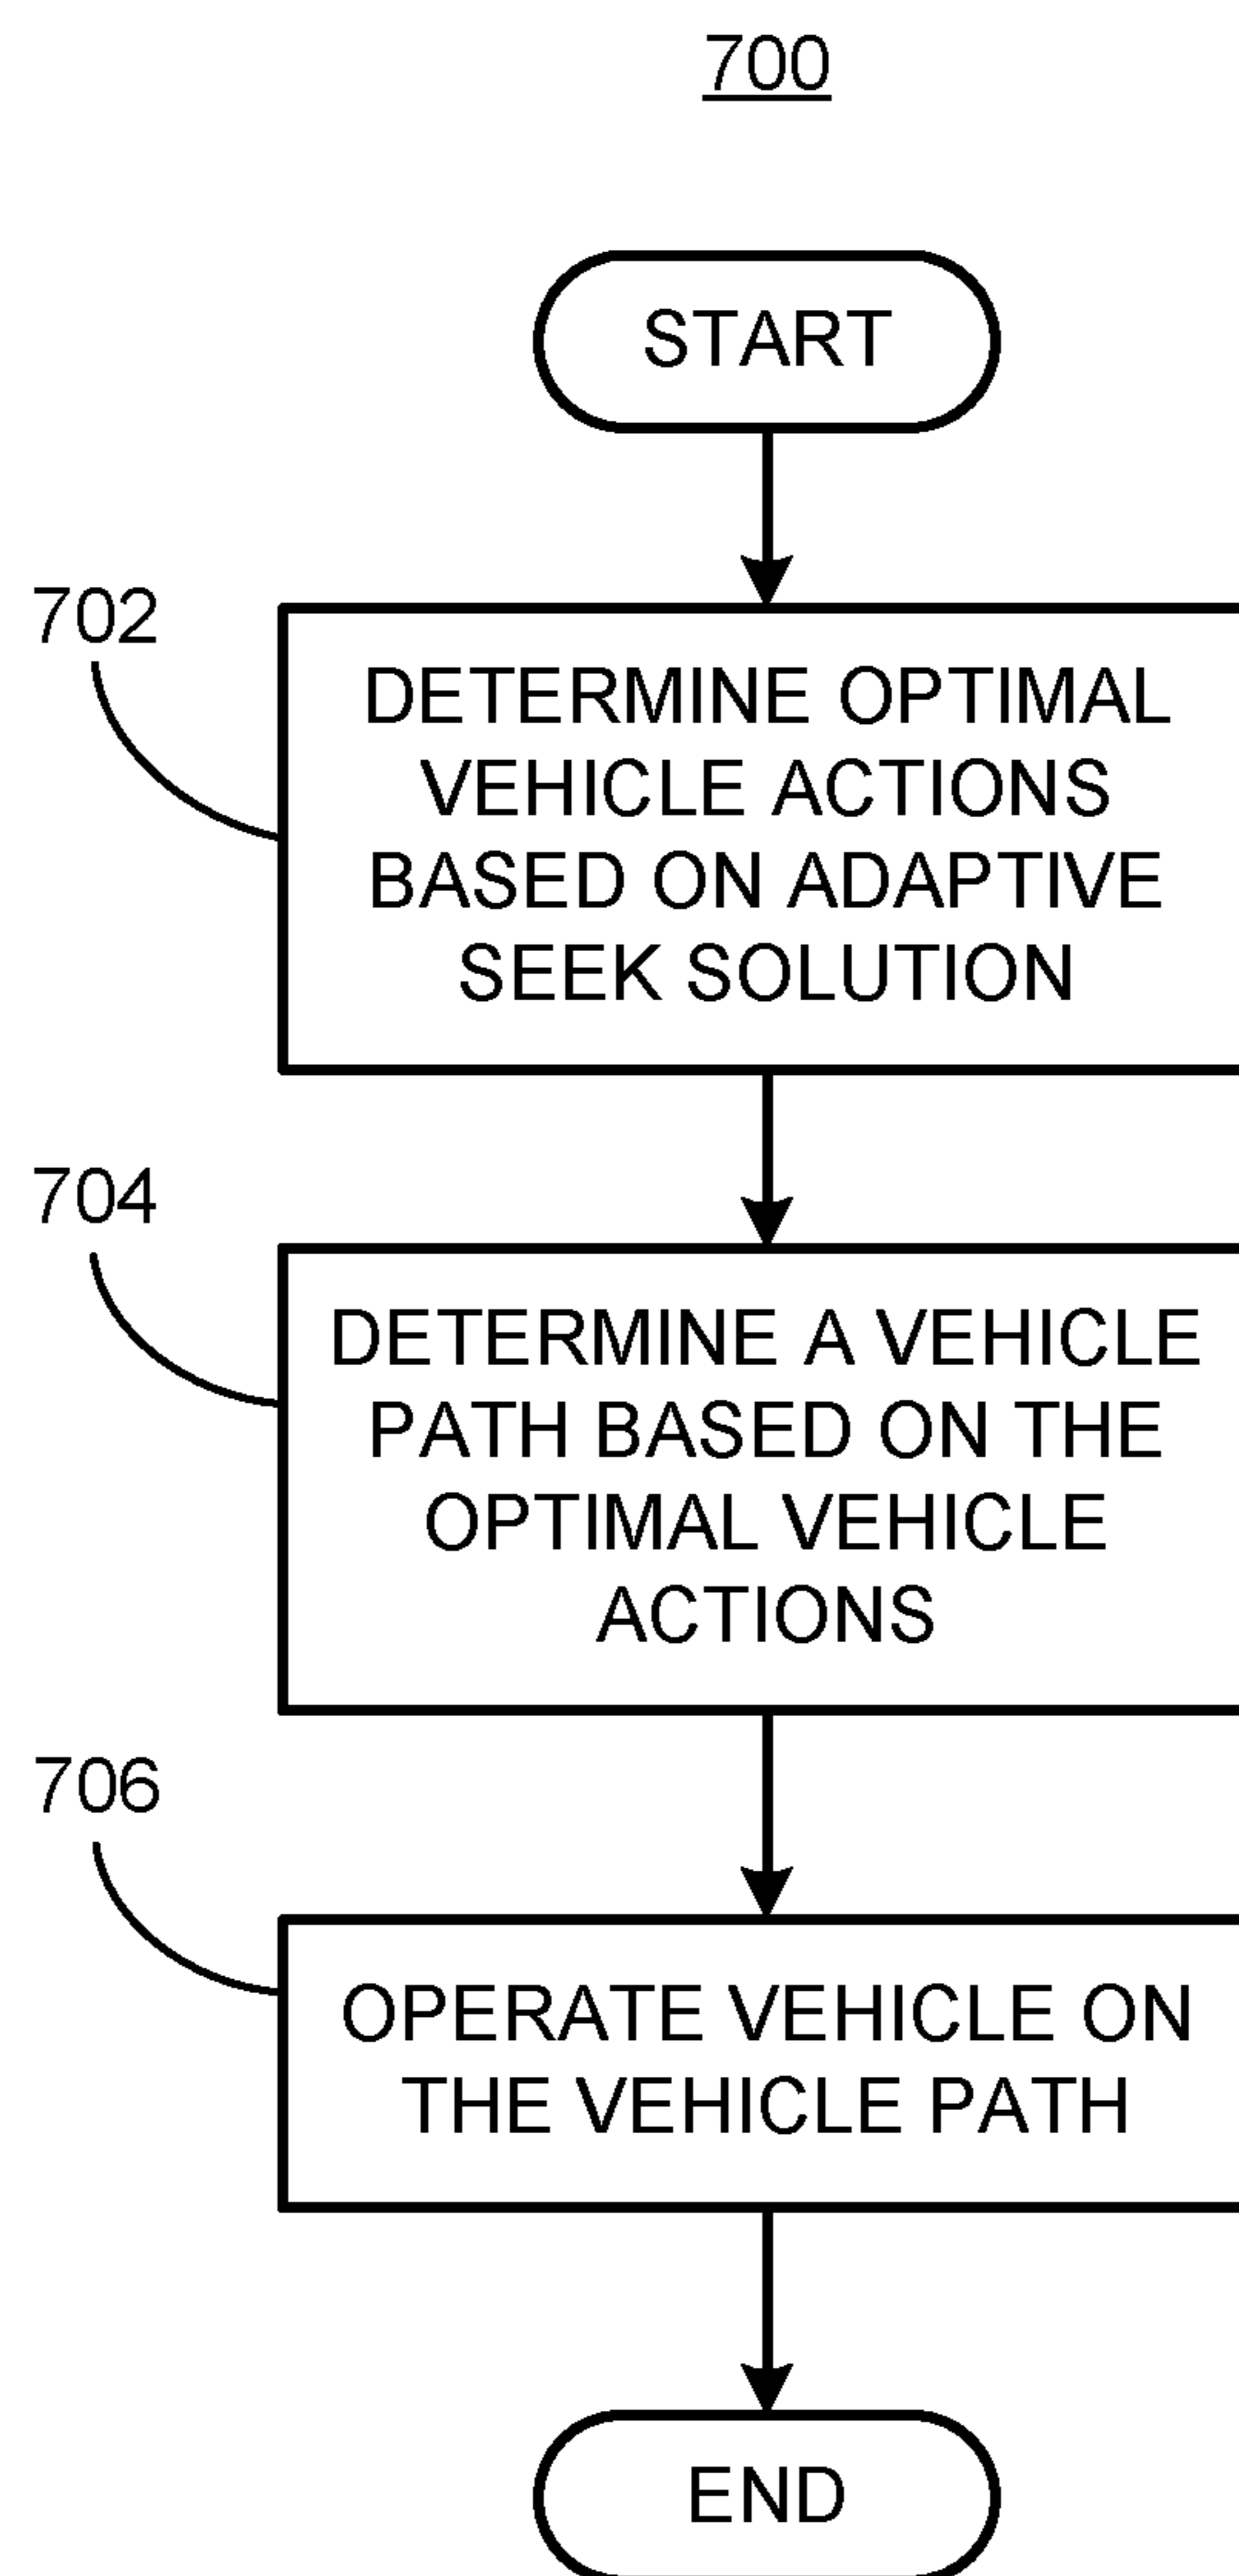 700
START
702
DETERMINE OPTIMAL
VEHICLE ACTIONS
BASED ON ADAPTIVE
SEEK SOLUTION
704
DETERMINE A VEHICLE
PATH BASED ON THE
OPTIMAL VEHICLE
ACTIONS
706
OPERATE VEHICLE ON
THE VEHICLE PATH
END